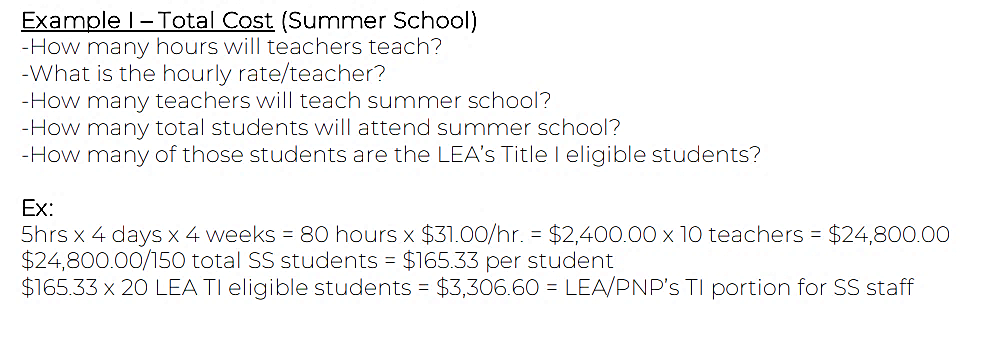 Example I – Total Cost (Summer School)
-How many hours will teachers teach?
-What is the hourly rate/teacher?
-How many teachers will teach summer school?
-How many total students will attend summer school?
-How many of those students are the LEA's Title I eligible students?
Ex:
5hrs x 4 days x 4 weeks = 80 hours x $31.00/hr. = $2,400.00 x 10 teachers = $24,800.00
$24,800.00/150 total SS students = $165.33 per student
$165.33 x 20 LEA TI eligible students = $3,306.60 = LEA/PNP's TI portion for SS staff